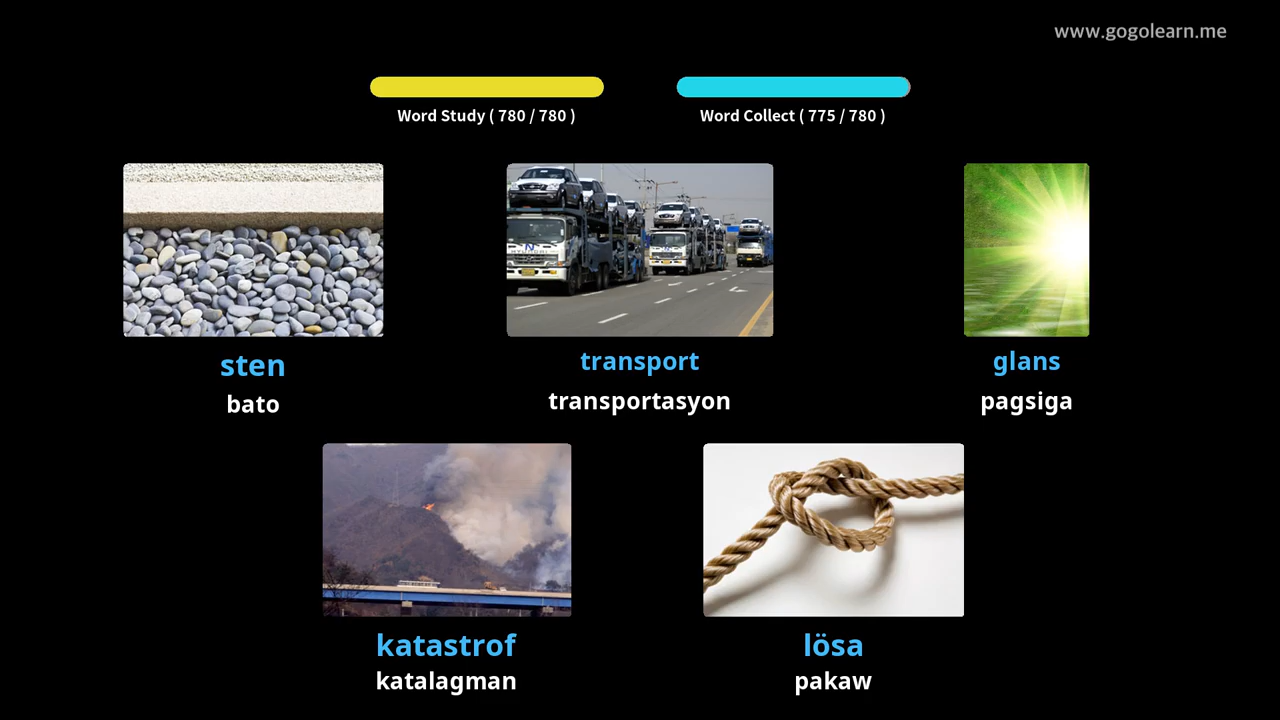 www.gogolearn.me
Word Study ( 780 / 780 )
Word Collect ( 775 / 780 )
sten
bato
transport
transportasyon
glans
pagsiga
katastrof
katalagman
lösa
pakaw